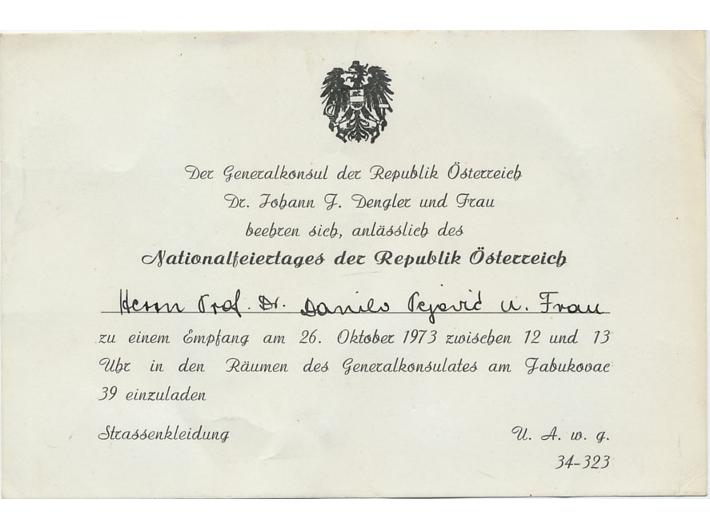 Der Generalkonsul der Republik Österreich
Dr. Johann J. Dengler und Frau
beehren sich, anlässlich des
Nationalfeiertages der Republik Österreich
Herrn Prof. Dr. Danilo Pejović u. Frau
zu einem Empfang am 26. Oktober 1973 zwischen 12 und 13
Uhr in den Räumen des Generalkonsulates am Jabukovac
39 einzuladen
Strassenkleidung U. A. w. g.
34-323